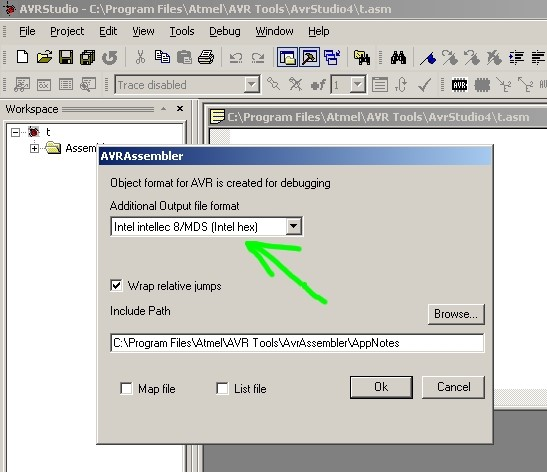 AVRStudio - C:\Program Files\Atmel\AVR Tools\AvrStudio4\t.asm
File Project Edit View Tools Debug Window Help
Trace disabled 1 AVR
Workspace
t
Assem
C:\Program Files\Atmel\AVR Tools\AvrStudio4\t.asm
AVRAssembler
Object format for AVR is created for debugging
Additional Output file format
Intel intellec 8/MDS (Intel hex)
Wrap relative jumps
Include Path
Browse...
C:\Program Files\Atmel\AVR Tools\AvrAssembler\AppNotes
Map file List file Ok Cancel